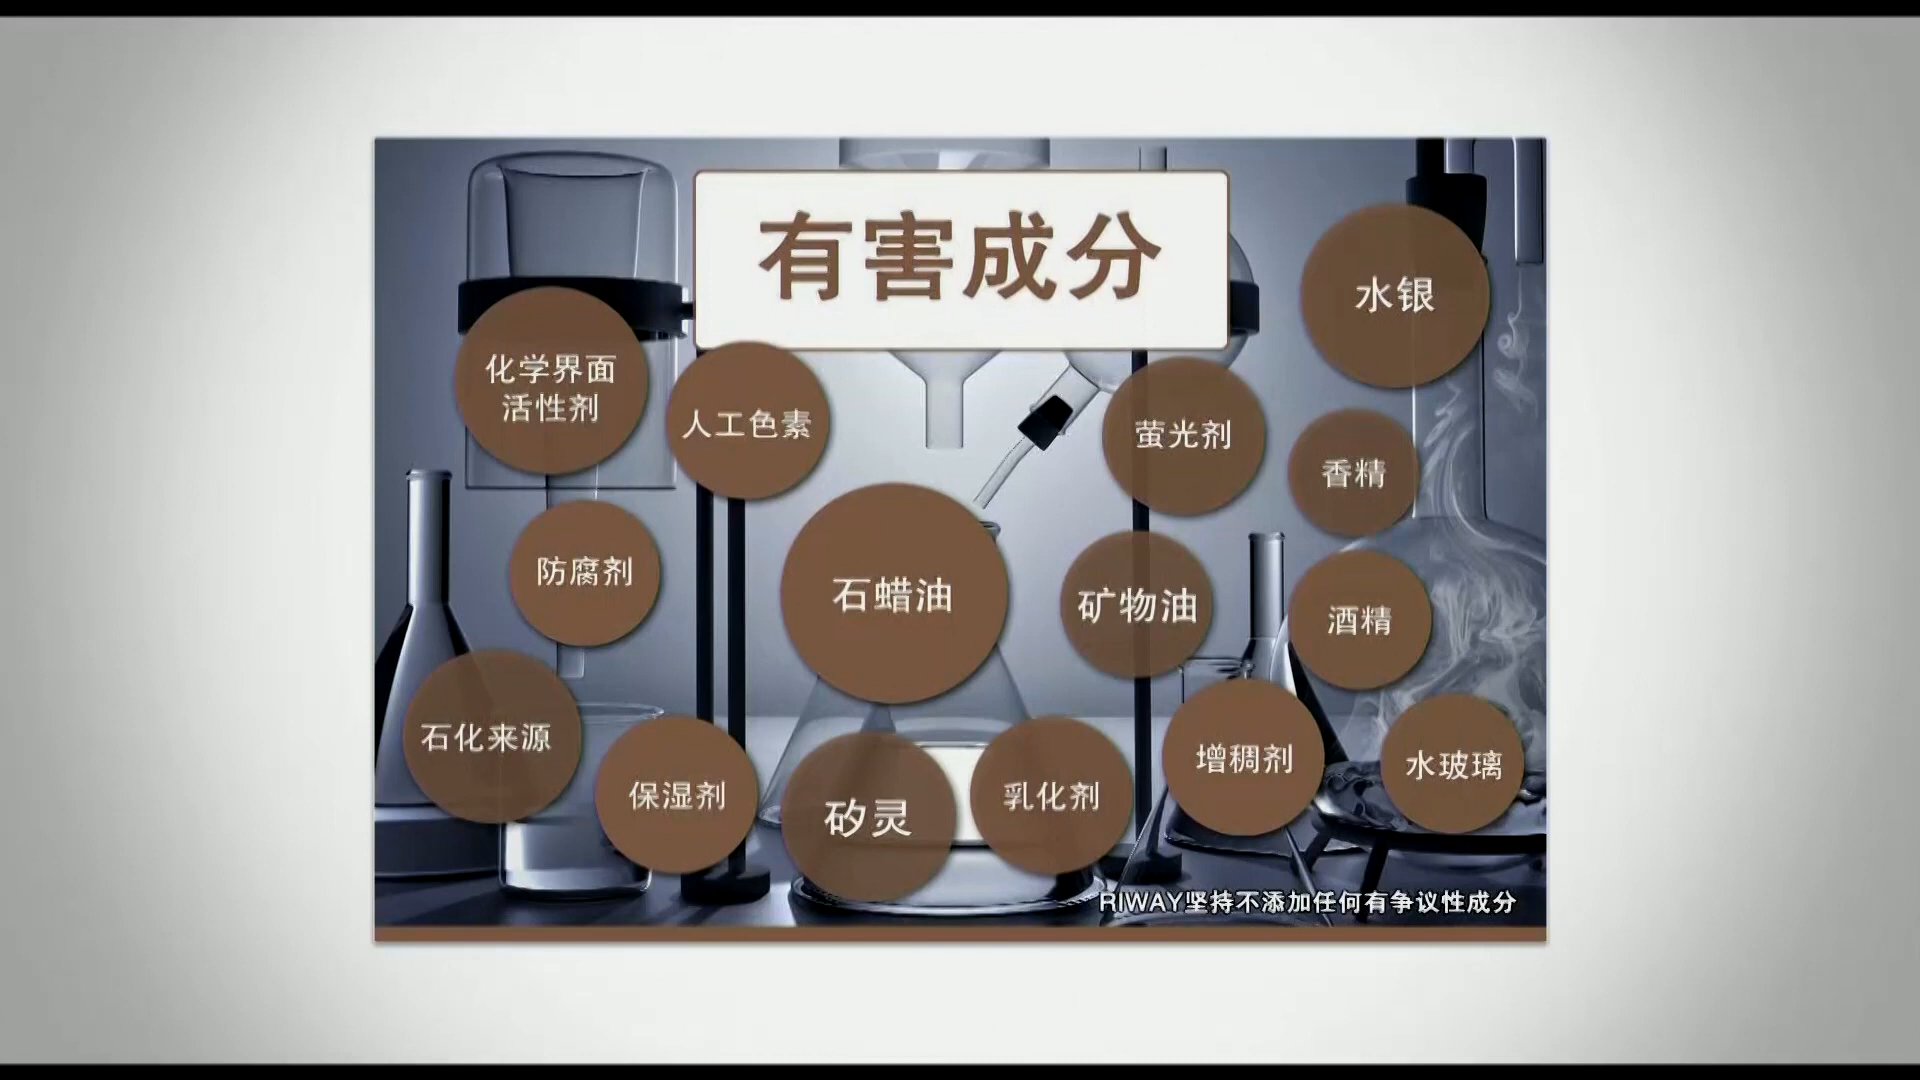 有害成分
水银
化学界面
活性剂
人工色素
萤光剂
香精
防腐剂
石蜡油
矿物油
酒精
石化来源
保湿剂
矽灵
乳化剂
增稠剂
水玻璃
RIWAY坚持不添加任何有争议性成分